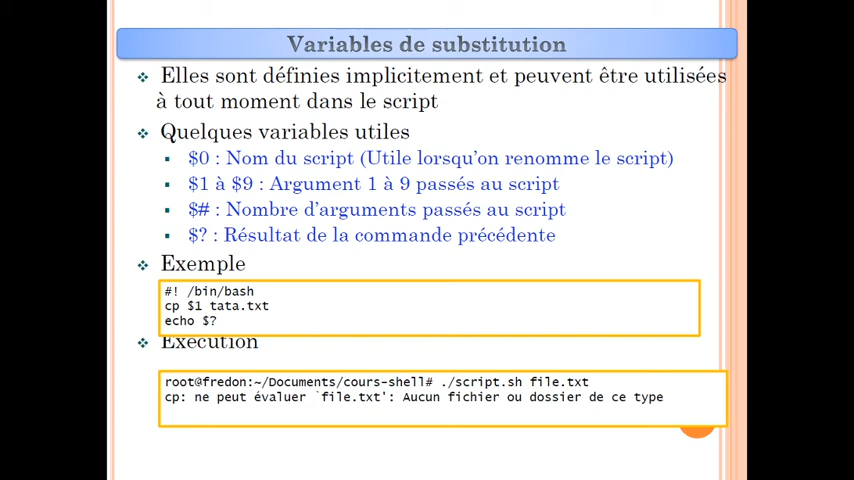 Variables de substitution
Elles sont définies implicitement et peuvent être utilisées
à tout moment dans le script
Quelques variables utiles
$0 : Nom du script (Utile lorsqu'on renomme le script)
$1 à $9 : Argument 1 à 9 passés au script
$# : Nombre d'arguments passés au script
$? : Résultat de la commande précédente
Exemple
#! /bin/bash
cp $1 tata.txt
echo $?
Execution
root@fredon:~/Documents/cours-shell# ./script.sh file.txt
cp: ne peut évaluer `file.txt': Aucun fichier ou dossier de ce type